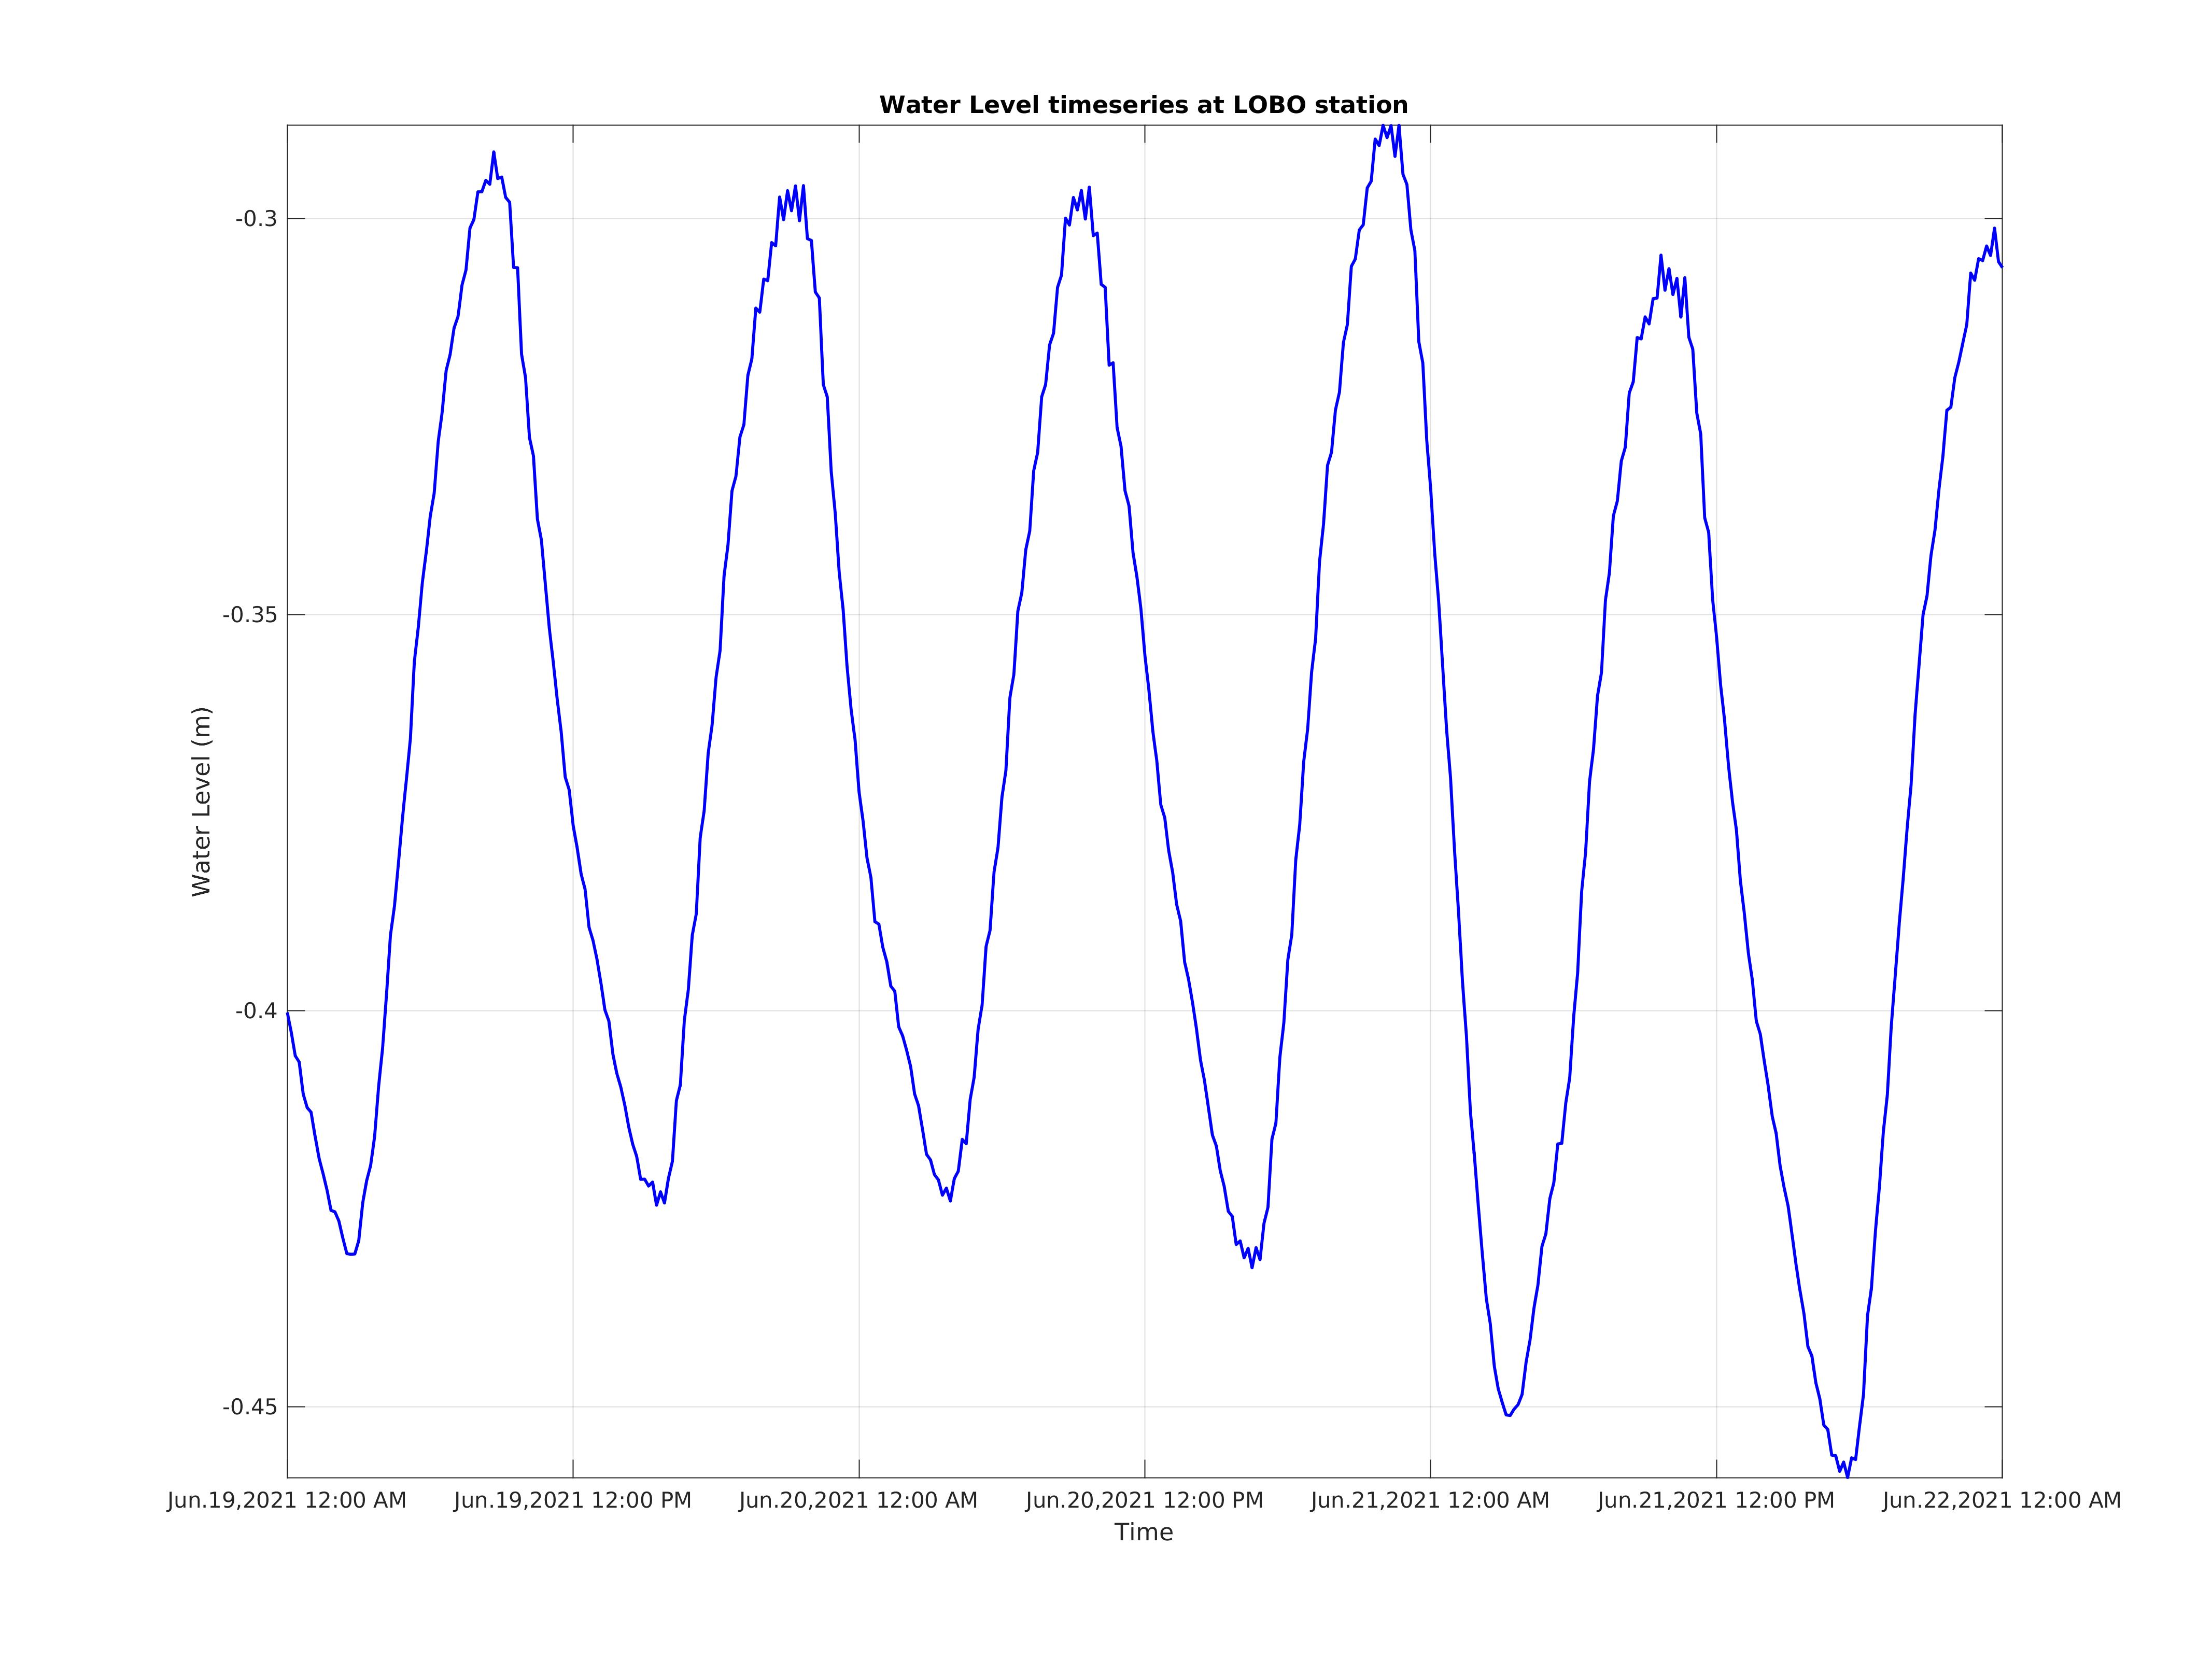 Water Level timeseries at LOBO station
-0.3
-0.35
-0.4
-0.45
Water Level (m)
Jun.19,2021 12:00 AM
Jun.19,2021 12:00 PM
Jun.20,2021 12:00 AM
Jun.20,2021 12:00 PM
Jun.21,2021 12:00 AM
Jun.21,2021 12:00 PM
Jun.22,2021 12:00 AM
Time